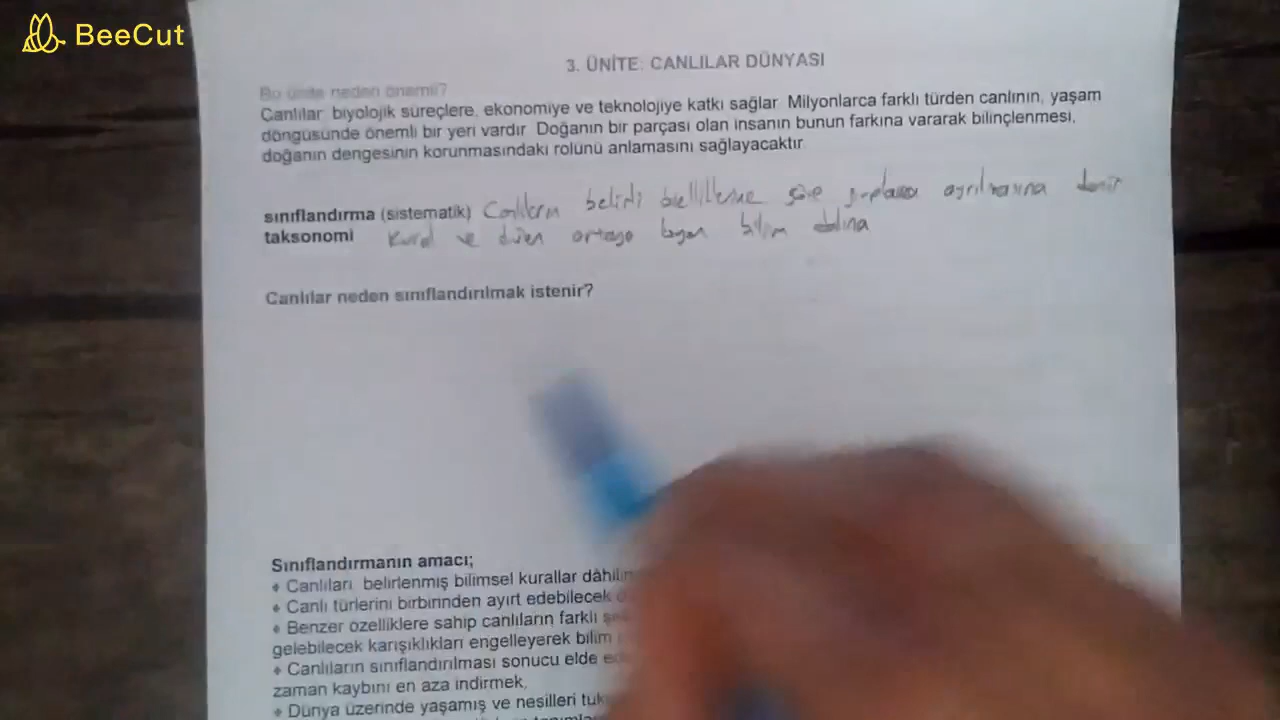 BeeCut
3. ÜNİTE: CANLILAR DÜNYASI
Bu ünite neden önemli?
Canlılar biyolojik süreçlere, ekonomiye ve teknolojiye katkı sağlar. Milyonlarca farklı türden canlının, yaşam
döngüsünde önemli bir yeri vardır. Doğanın bir parçası olan insanın bunun farkına vararak bilinçlenmesi,
doğanın dengesinin korunmasındaki rolünü anlamasını sağlayacaktır.
sınıflandırma (sistematik) Canlıların belirli özelliklerine göre gruplara ayrılmasına denir
taksonomi kural ve düzen ortaya koyan bilim dalına
Canlılar neden sınıflandırılmak istenir?
Sınıflandırmanın amacı;
♦ Canlıları belirlenmiş bilimsel kurallar dâhilin
♦ Canlı türlerini birbirinden ayırt edebilecek
♦ Benzer özelliklere sahip canlıların farklı
gelebilecek karışıklıkları engelleyerek bilim
♦ Canlıların sınıflandırılması sonucu elde
zaman kaybını en aza indirmek,
♦ Dünya üzerinde yaşamış ve nesilleri tük